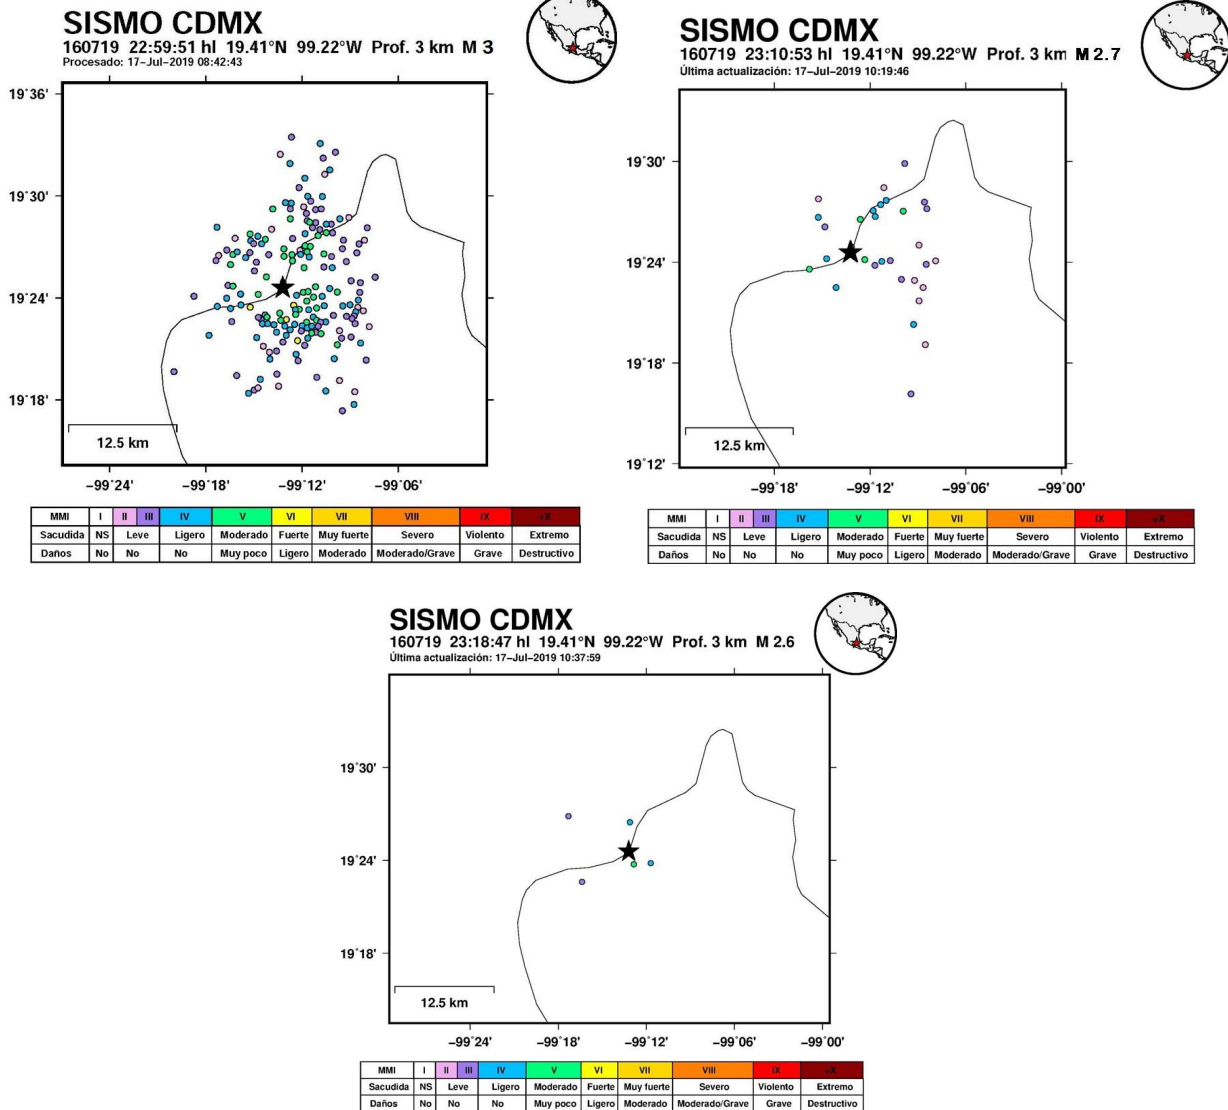 SISMO CDMX
160719 22:59:51 hl 19.41°N 99.22°W Prof. 3 km M 3
Procesado: 17-Jul-2019 08:42:43
19°36'
19°30'
19°24'
19°18'
12.5 km
-99°24' -99°18' -99°12' -99°06'
MMI I II III IV V VI VII VIII IX +X
Sacudida NS Leve Ligero Moderado Fuerte Muy fuerte Severo Violento Extremo
Daños No No No Muy poco Ligero Moderado Moderado/Grave Grave Destructivo
SISMO CDMX
160719 23:10:53 hl 19.41°N 99.22°W Prof. 3 km M 2.7
Última actualización: 17-Jul-2019 10:19:46
19°30'
19°24'
19°18'
12.5 km
19°12'
-99°18' -99°12' -99°06' -99°00'
MMI I II III IV V VI VII VIII IX +X
Sacudida NS Leve Ligero Moderado Fuerte Muy fuerte Severo Violento Extremo
Daños No No No Muy poco Ligero Moderado Moderado/Grave Grave Destructivo
SISMO CDMX
160719 23:18:47 hl 19.41°N 99.22°W Prof. 3 km M 2.6
Última actualización: 17-Jul-2019 10:37:59
19°30'
19°24'
19°18'
12.5 km
-99°24' -99°18' -99°12' -99°06' -99°00'
MMI I II III IV V VI VII VIII IX +X
Sacudida NS Leve Ligero Moderado Fuerte Muy fuerte Severo Violento Extremo
Daños No No No Muy poco Ligero Moderado Moderado/Grave Grave Destructivo